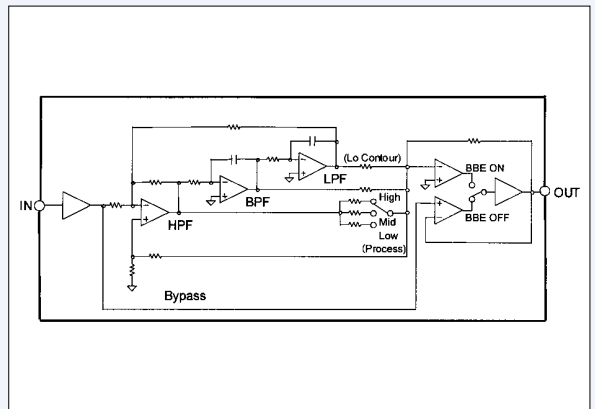 (Lo Contour)
BBE ON
LPF
IN
OUT
High
BPF
Mid
HPF
BBE OFF
Low
(Process)
Bypass